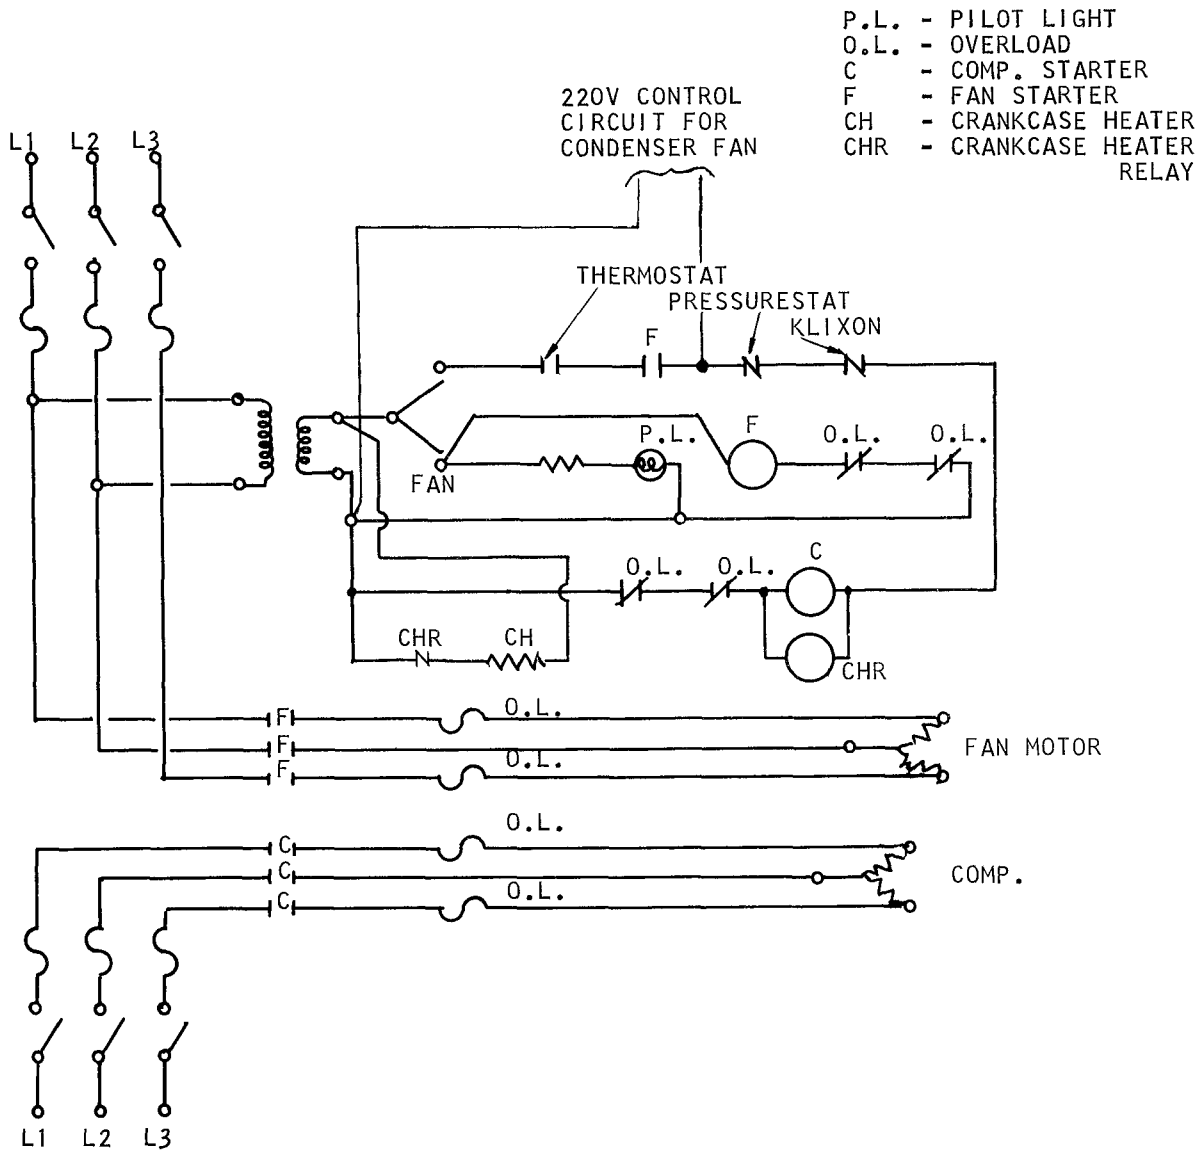 P.L. - PILOT LIGHT
O.L. - OVERLOAD
C - COMP. STARTER
F - FAN STARTER
CH - CRANKCASE HEATER
CHR - CRANKCASE HEATER
RELAY
220V CONTROL
CIRCUIT FOR
CONDENSER FAN
L1 L2 L3
THERMOSTAT
PRESSURESTAT
KLIXON
F
P.L. F O.L. O.L.
FAN
O.L. O.L. C
CHR CH
CHR
F O.L.
F FAN MOTOR
F O.L.
O.L.
C
C COMP.
C O.L.
L1 L2 L3